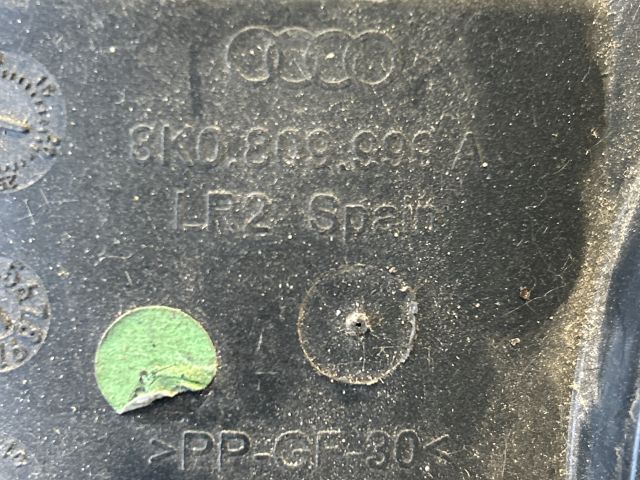 8K0.809.999 A
LR2 Spain
>PP-GF-30<